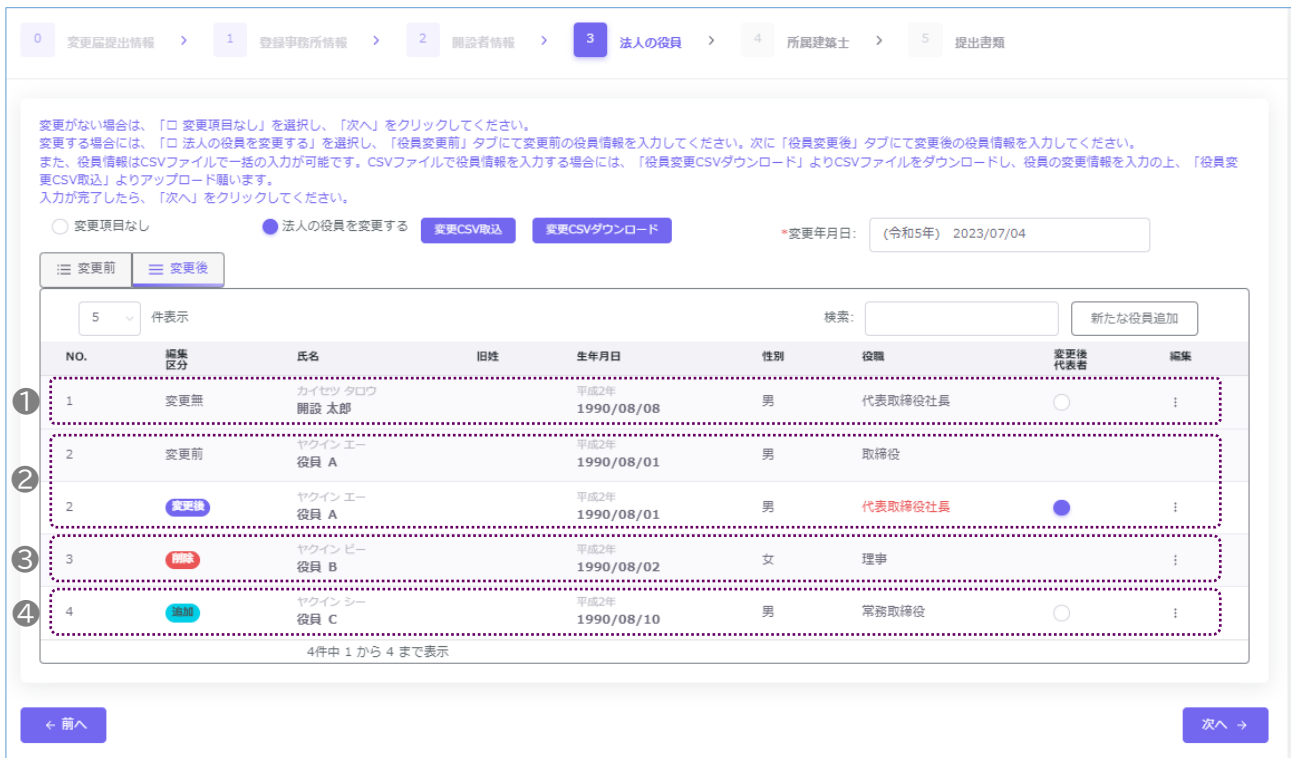 0 変更届提出情報 > 1 登録事務所情報 > 2 開設者情報 > 3 法人の役員 > 4 所属建築士 > 5 提出書類
変更がない場合は、「□ 変更項目なし」を選択し、「次へ」をクリックしてください。
変更する場合には、「□ 法人の役員を変更する」を選択し、「役員変更前」タブにて変更前の役員情報を入力してください。次に「役員変更後」タブにて変更後の役員情報を入力してください。
また、役員情報はCSVファイルで一括の入力が可能です。CSVファイルで役員情報を入力する場合には、「役員変更CSVダウンロード」よりCSVファイルをダウンロードし、役員の変更情報を入力の上、「役員変
更CSV取込」よりアップロード願います。
入力が完了したら、「次へ」をクリックしてください。
変更項目なし 法人の役員を変更する 変更CSV取込 変更CSVダウンロード *変更年月日: (令和5年) 2023/07/04
変更前 変更後
5 件表示 検索: 新たな役員追加
NO. 編集 氏名 旧姓 生年月日 性別 役職 変更後 編集
区分 代表者
カイセツ タロウ 平成2年
❶ 1 変更無 開設 太郎 1990/08/08 男 代表取締役社長 ⋮
ヤクイン エー 平成2年
2 変更前 役員 A 1990/08/01 男 取締役
❷
ヤクイン エー 平成2年
2 変更後 役員 A 1990/08/01 男 代表取締役社長 ⋮
ヤクイン ビー 平成2年
❸ 3 削除 役員 B 1990/08/02 女 理事 ⋮
ヤクイン シー 平成2年
❹ 4 追加 役員 C 1990/08/10 男 常務取締役 ⋮
4件中 1 から 4 まで表示
← 前へ 次へ →